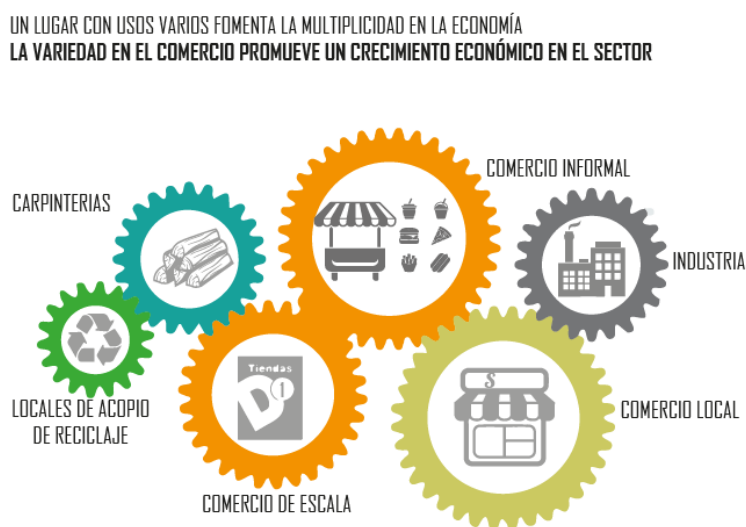 UN LUGAR CON USOS VARIOS FOMENTA LA MULTIPLICIDAD EN LA ECONOMÍA
LA VARIEDAD EN EL COMERCIO PROMUEVE UN CRECIMIENTO ECONÓMICO EN EL SECTOR
COMERCIO INFORMAL
CARPINTERIAS
INDUSTRIA
Tiendas
D1
S
LOCALES DE ACOPIO
DE RECICLAJE
COMERCIO LOCAL
COMERCIO DE ESCALA